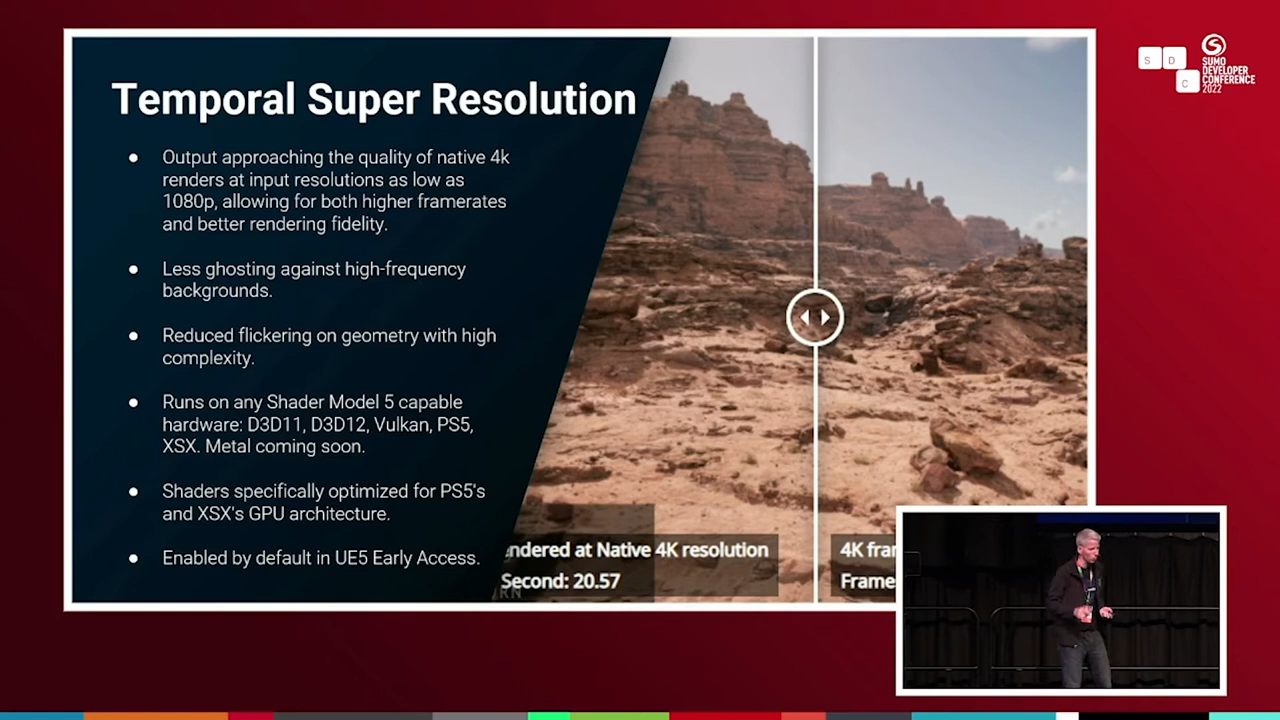 Temporal Super Resolution
● Output approaching the quality of native 4k
renders at input resolutions as low as
1080p, allowing for both higher framerates
and better rendering fidelity.
● Less ghosting against high-frequency
backgrounds.
● Reduced flickering on geometry with high
complexity.
● Runs on any Shader Model 5 capable
hardware: D3D11, D3D12, Vulkan, PS5,
XSX. Metal coming soon.
● Shaders specifically optimized for PS5's
and XSX's GPU architecture.
● Enabled by default in UE5 Early Access.
ndered at Native 4K resolution
Second: 20.57
4K fra
Frame
S D
C
SUMO
DEVELOPER
CONFERENCE
2022